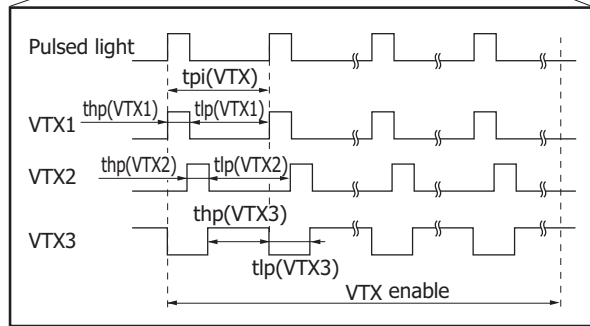 Pulsed light
tpi(VTX)
thp(VTX1) tlp(VTX1)
VTX1
thp(VTX2) tlp(VTX2)
VTX2
thp(VTX3)
VTX3
tlp(VTX3)
VTX enable